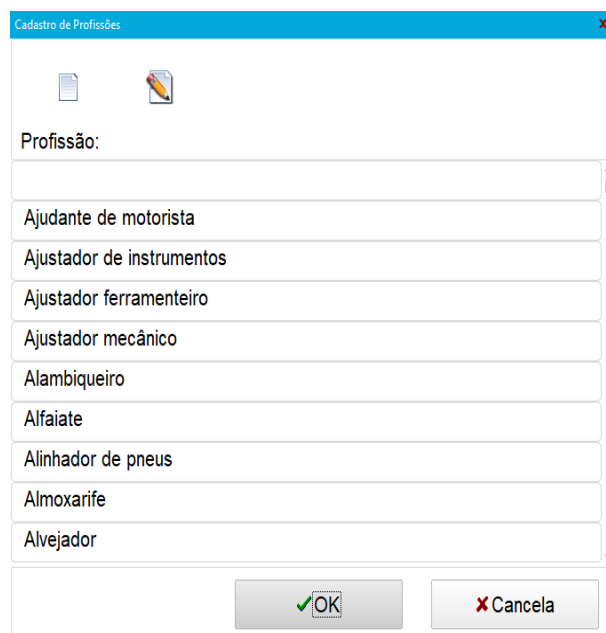 Cadastro de Profissões
Profissão:
Ajudante de motorista
Ajustador de instrumentos
Ajustador ferramenteiro
Ajustador mecânico
Alambiqueiro
Alfaiate
Alinhador de pneus
Almoxarife
Alvejador
OK
Cancela